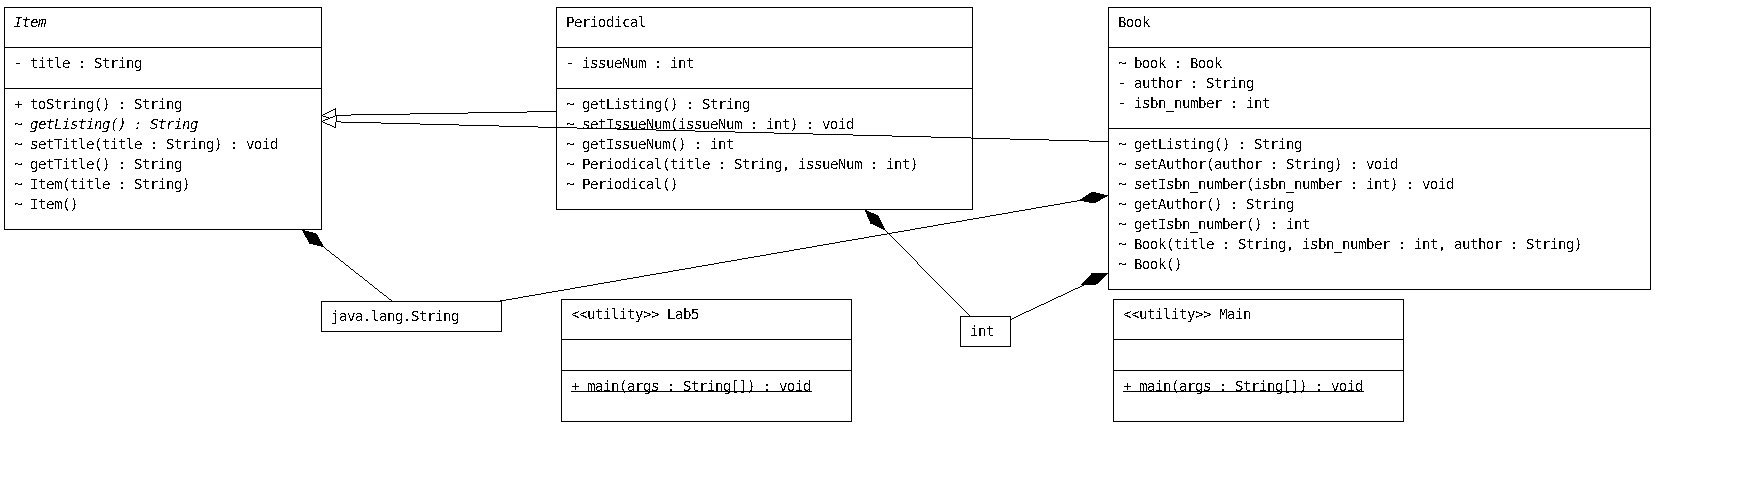 Item
- title : String
+ toString() : String
~ getListing() : String
~ setTitle(title : String) : void
~ getTitle() : String
~ Item(title : String)
~ Item()
Periodical
- issueNum : int
~ getListing() : String
~ setIssueNum(issueNum : int) : void
~ getIssueNum() : int
~ Periodical(title : String, issueNum : int)
~ Periodical()
Book
~ book : Book
- author : String
- isbn_number : int
~ getListing() : String
~ setAuthor(author : String) : void
~ setIsbn_number(isbn_number : int) : void
~ getAuthor() : String
~ getIsbn_number() : int
~ Book(title : String, isbn_number : int, author : String)
~ Book()
java.lang.String
<<utility>> Lab5
+ main(args : String[]) : void
int
<<utility>> Main
+ main(args : String[]) : void